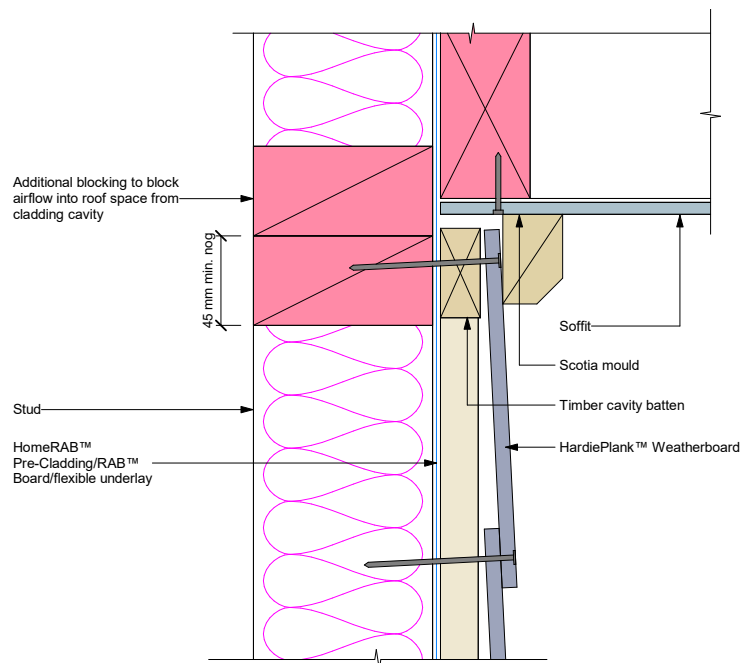 Additional blocking to block
airflow into roof space from
cladding cavity
45 mm min. nog
Soffit
Scotia mould
Stud
Timber cavity batten
HomeRAB™
Pre-Cladding/RAB™
Board/flexible underlay
HardiePlank™ Weatherboard